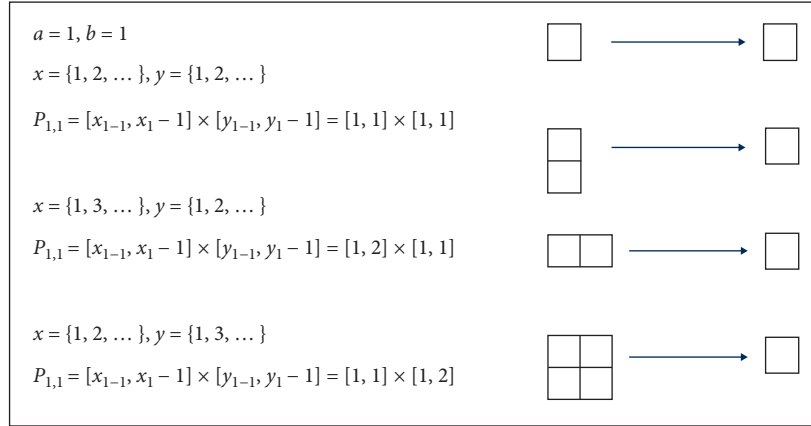 a = 1, b = 1
x = {1, 2, … }, y = {1, 2, … }
P₁,₁ = [x₁₋₁, x₁ − 1] × [y₁₋₁, y₁ − 1] = [1, 1] × [1, 1]
x = {1, 3, … }, y = {1, 2, … }
P₁,₁ = [x₁₋₁, x₁ − 1] × [y₁₋₁, y₁ − 1] = [1, 2] × [1, 1]
x = {1, 2, … }, y = {1, 3, … }
P₁,₁ = [x₁₋₁, x₁ − 1] × [y₁₋₁, y₁ − 1] = [1, 1] × [1, 2]